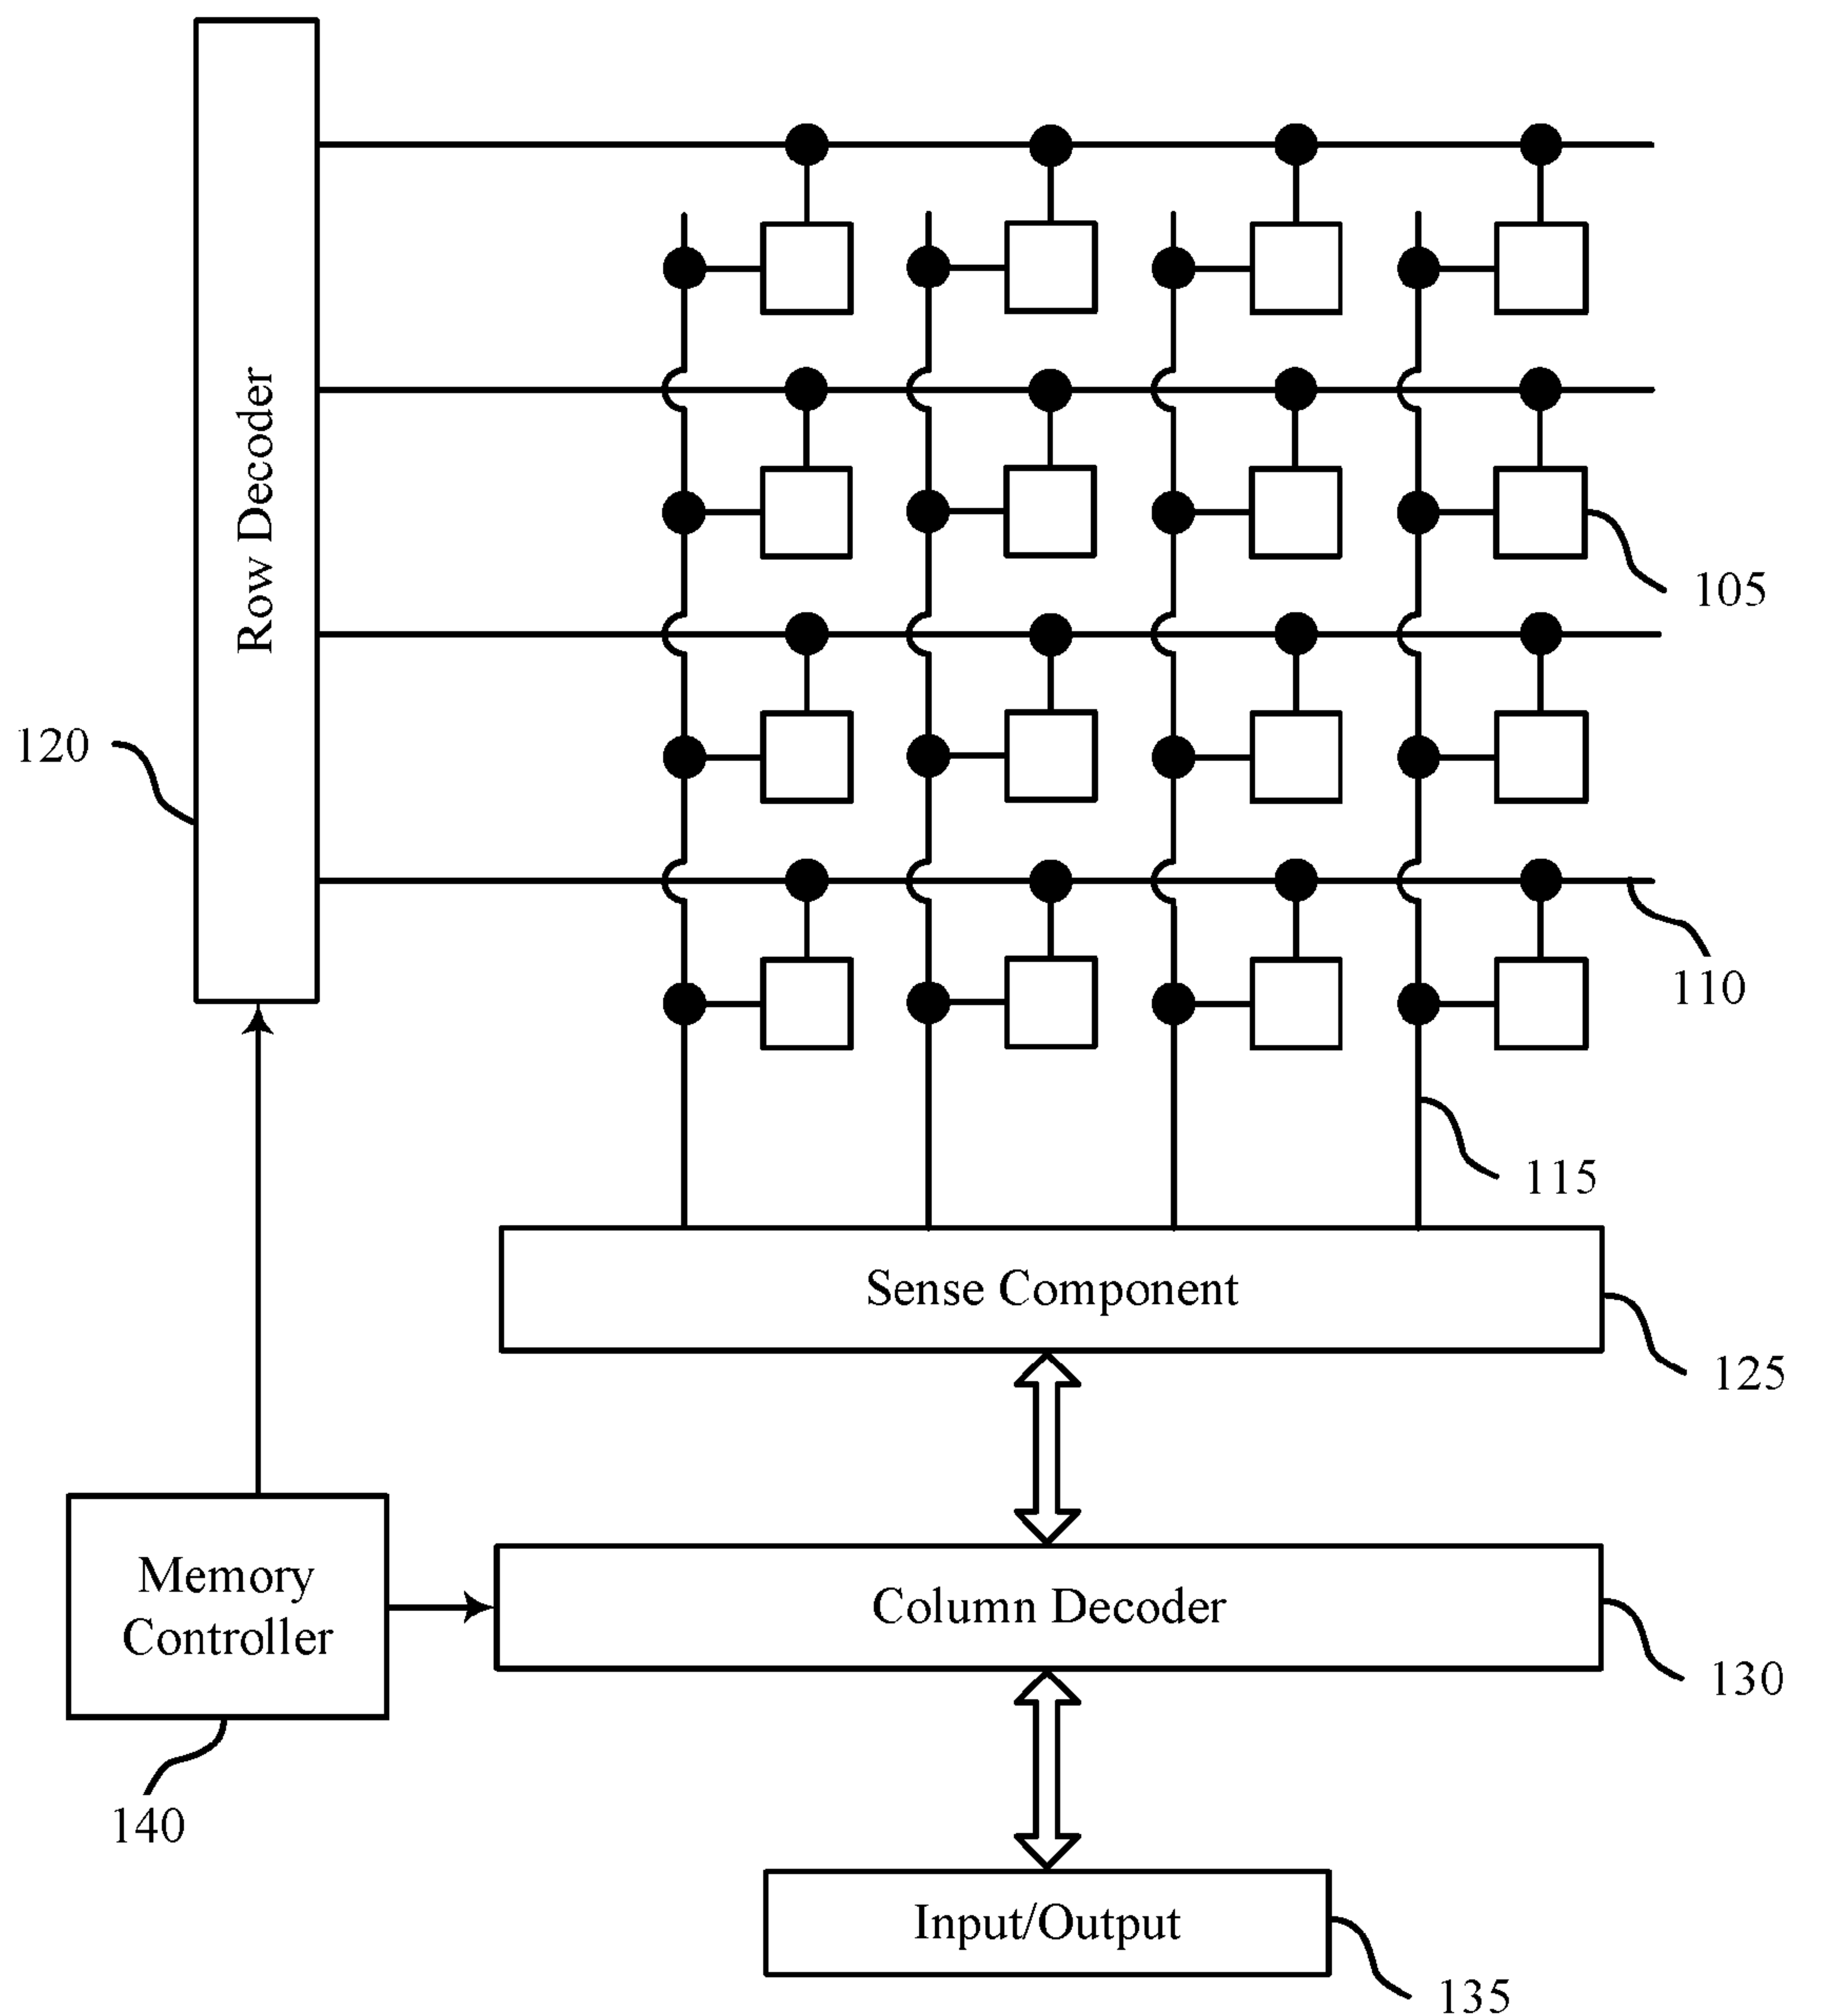 Row Decoder
105
120
110
115
Sense Component
125
Memory
Controller
Column Decoder
130
140
Input/Output
135